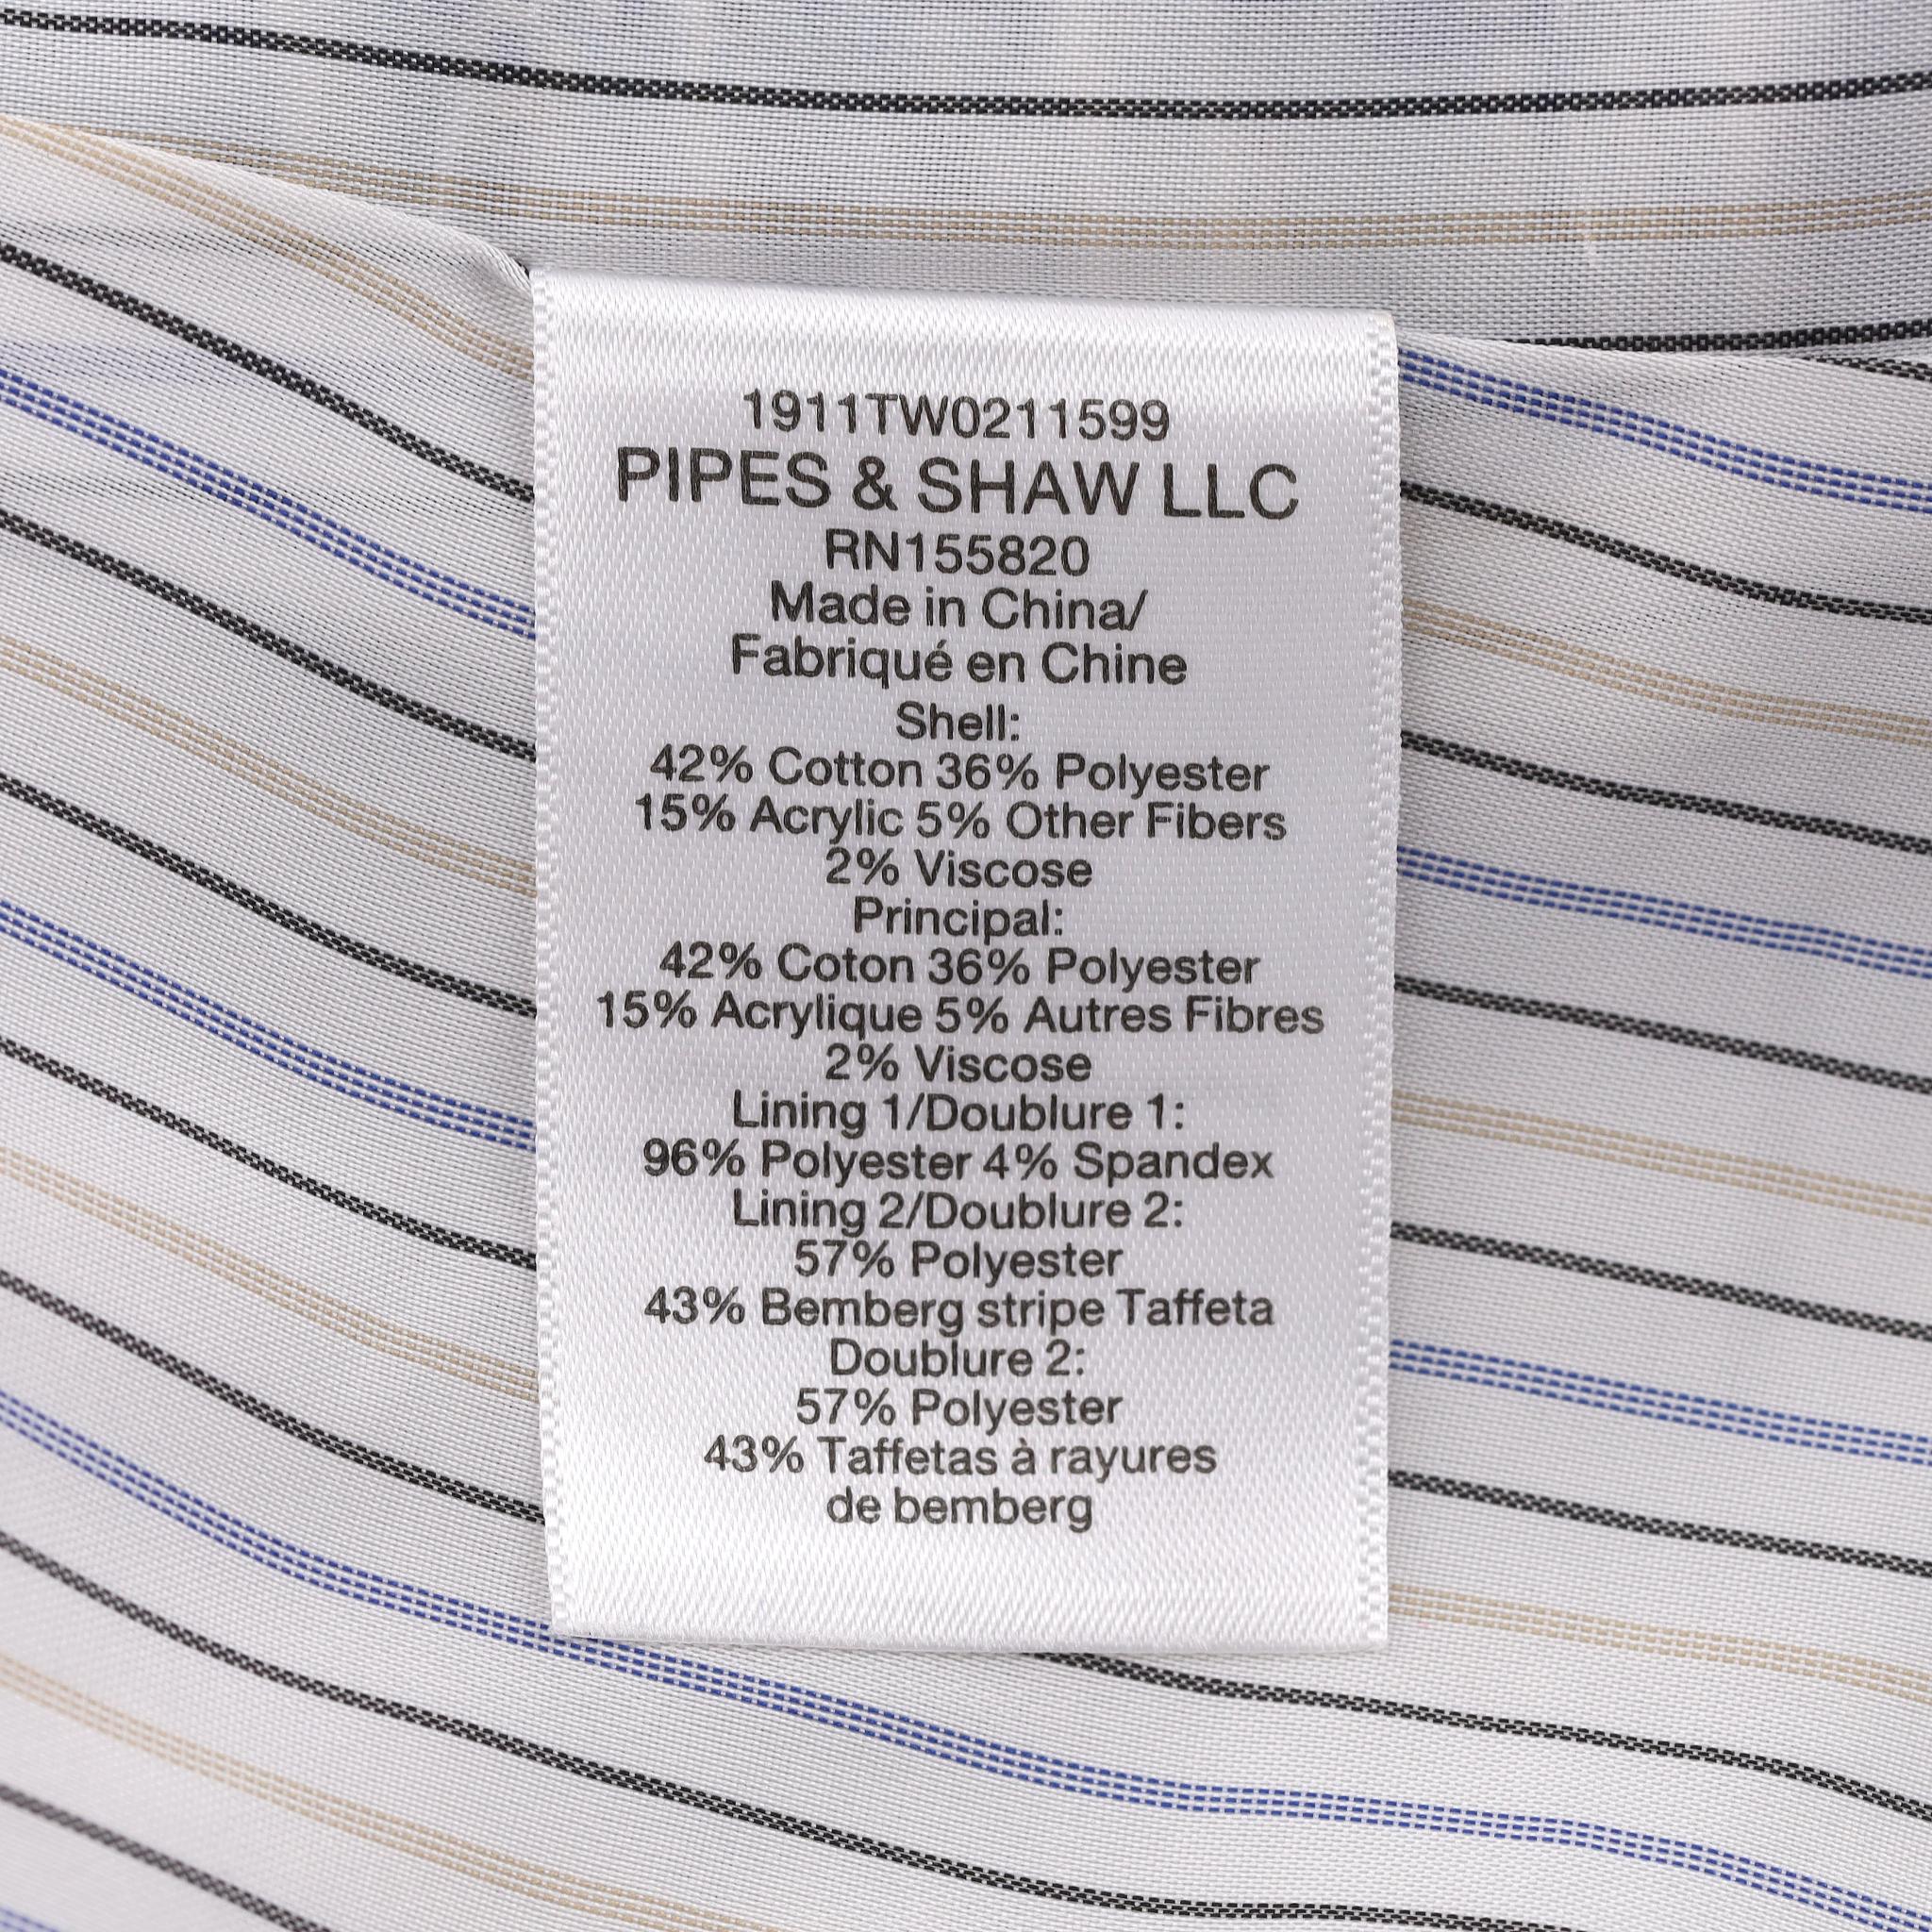 1911TW0211599
PIPES & SHAW LLC
RN155820
Made in China/
Fabriqué en Chine
Shell:
42% Cotton 36% Polyester
15% Acrylic 5% Other Fibers
2% Viscose
Principal:
42% Coton 36% Polyester
15% Acrylique 5% Autres Fibres
2% Viscose
Lining 1/Doublure 1:
96% Polyester 4% Spandex
Lining 2/Doublure 2:
57% Polyester
43% Bemberg stripe Taffeta
Doublure 2:
57% Polyester
43% Taffetas à rayures
de bemberg